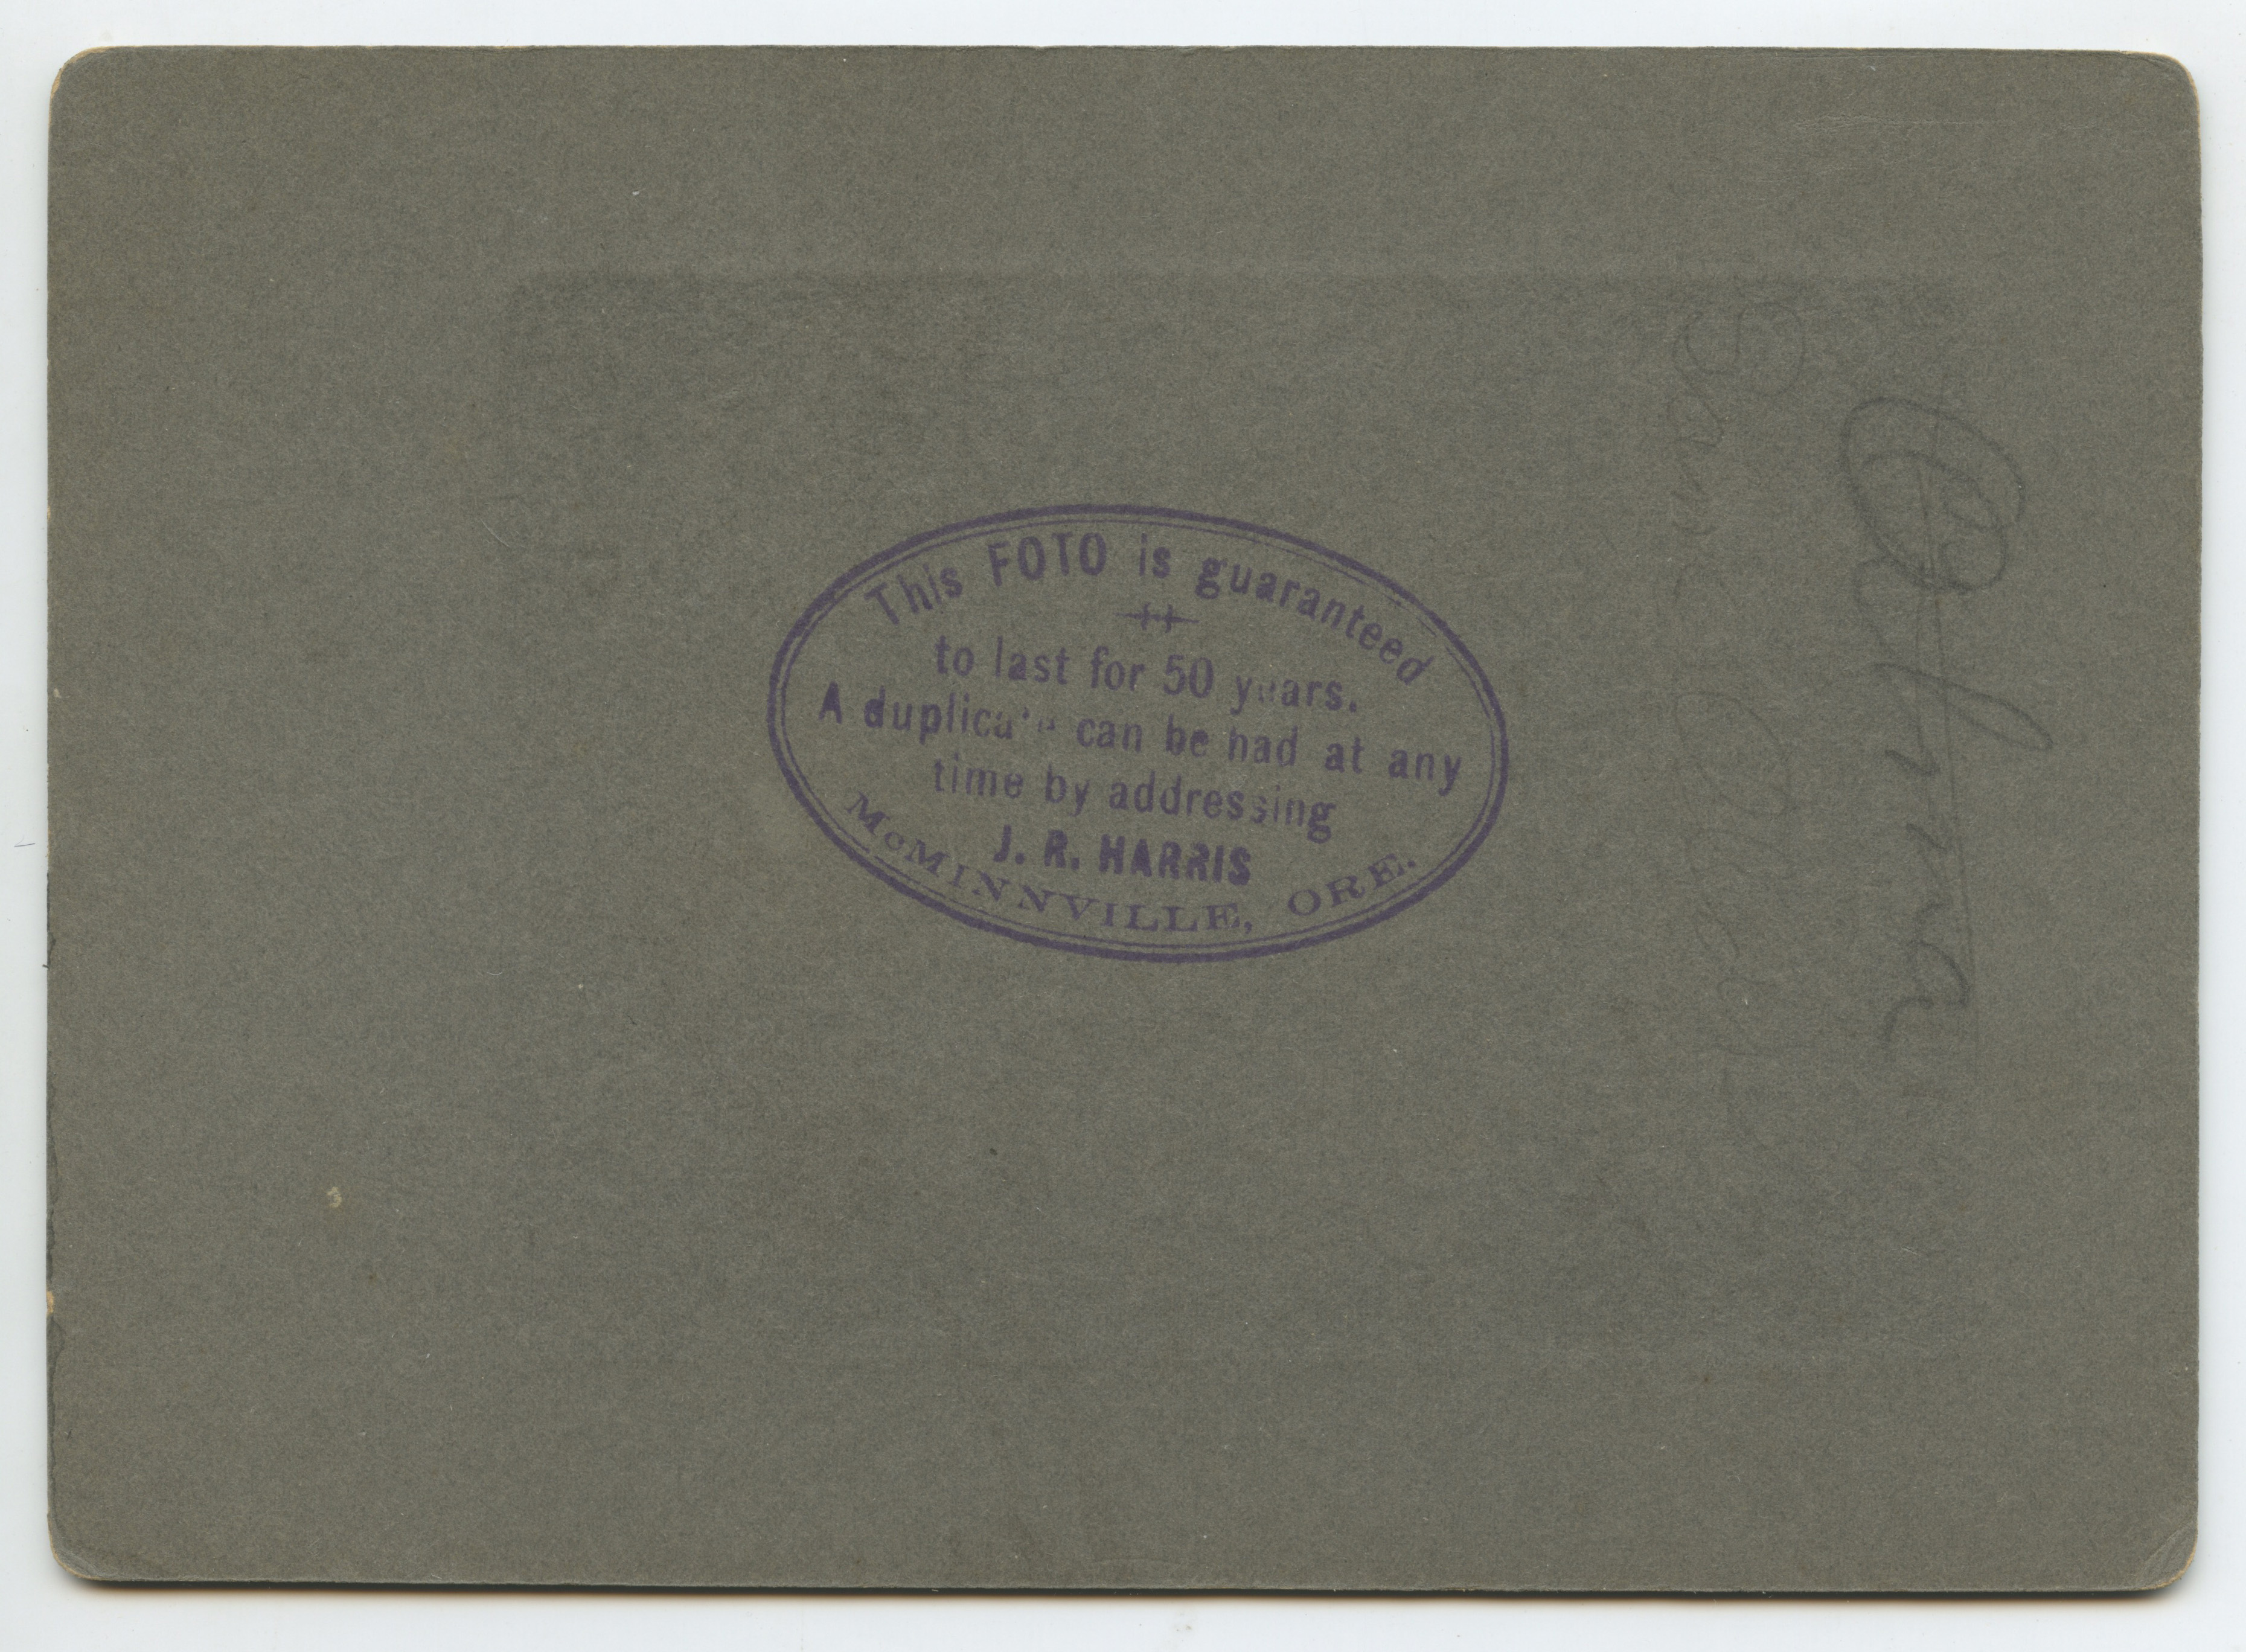 This FOTO is guaranteed
to last for 50 years.
A duplicate can be had at any
time by addressing
J. R. HARRIS
McMINNVILLE, ORE.